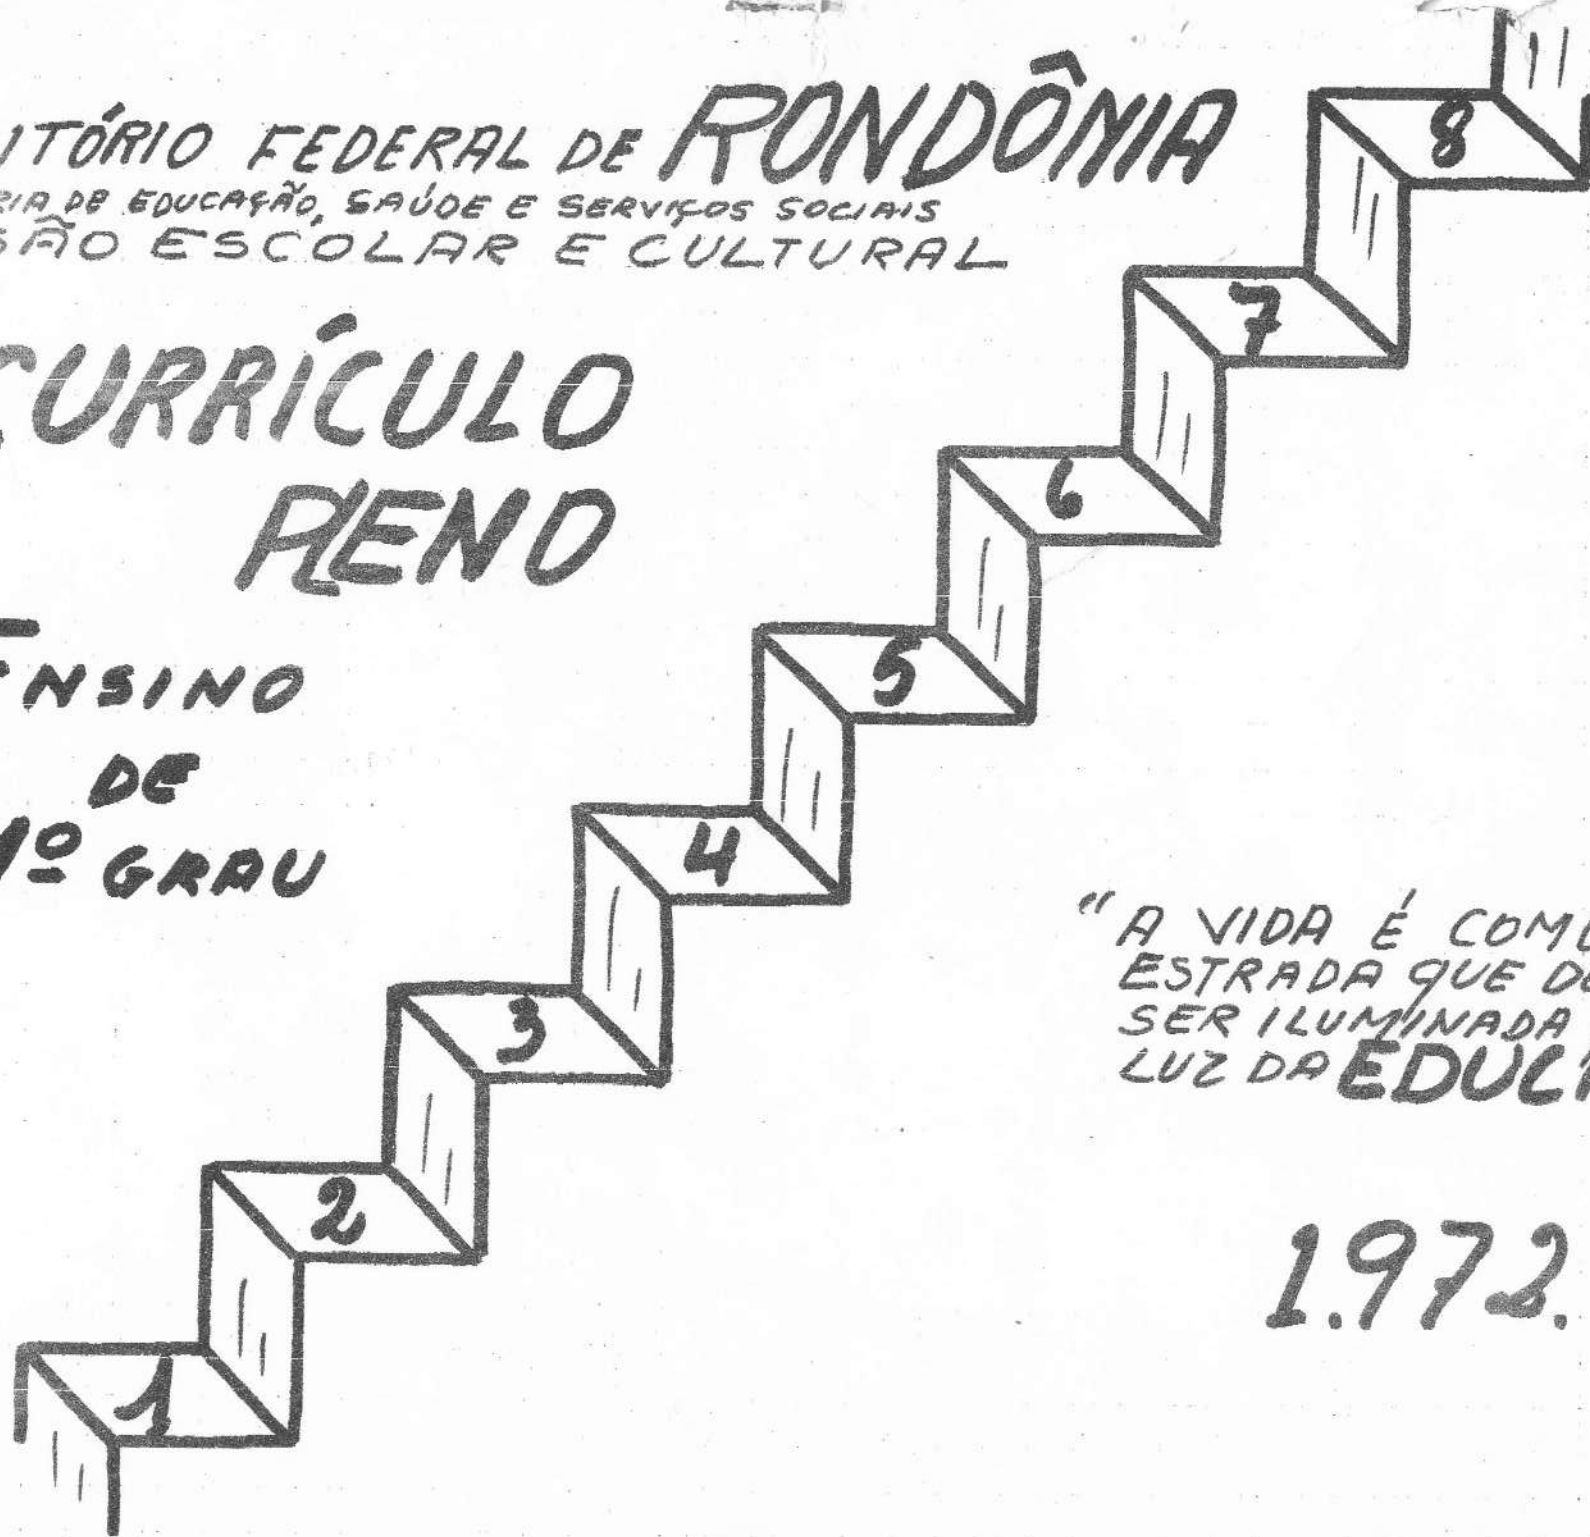 ITÓRIO FEDERAL DE RONDÔNIA
RIA DE EDUCAÇÃO, SAÚDE E SERVIÇOS SOCIAIS
SÃO ESCOLAR E CULTURAL
CURRÍCULO
PLENO
ENSINO
DE
1º GRAU
8
7
6
5
4
3
2
1
"A VIDA É COM
ESTRADA QUE D
SER ILUMINADA
LUZ DA EDUC
1.972.